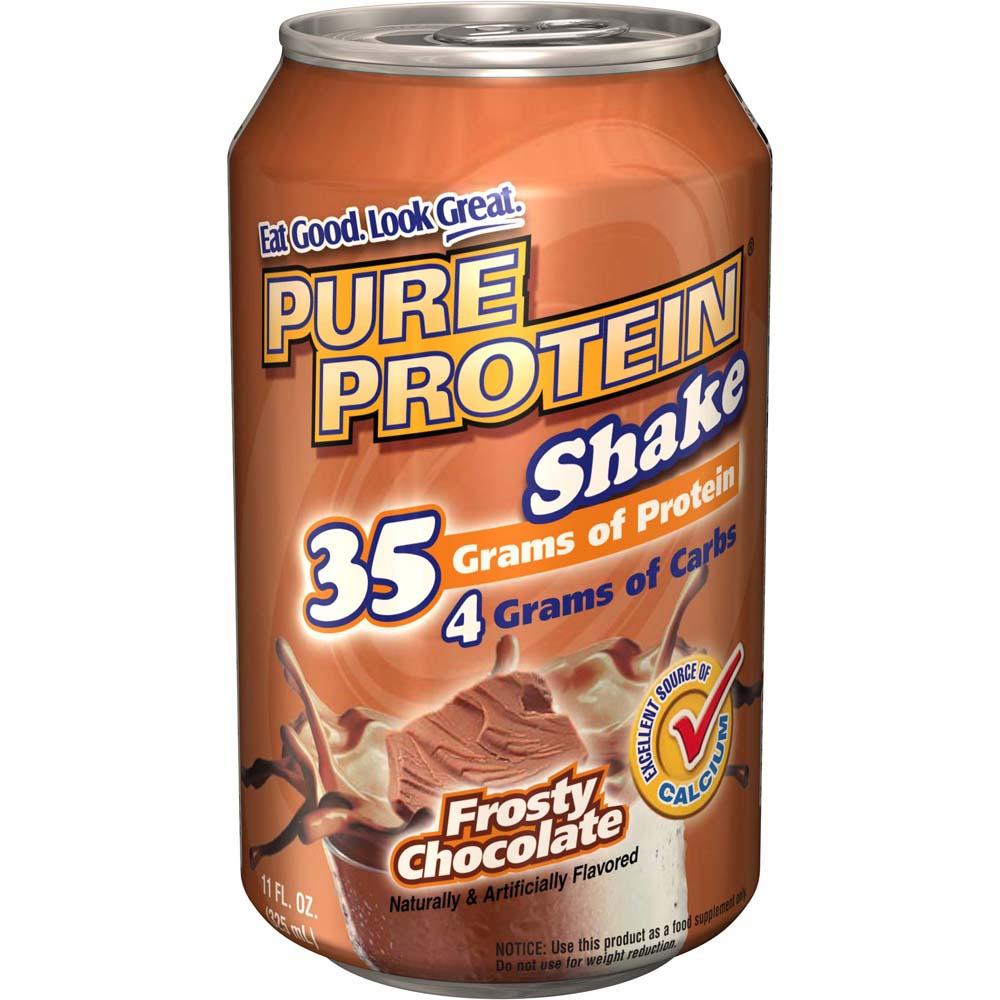 Eat Good. Look Great.
PURE
PROTEIN®
Shake
35 Grams of Protein
4 Grams of Carbs
EXCELLENT SOURCE OF
CALCIUM
Frosty
Chocolate
Naturally & Artificially Flavored
11 FL. OZ.
(325 mL)
NOTICE: Use this product as a food supplement only.
Do not use for weight reduction.